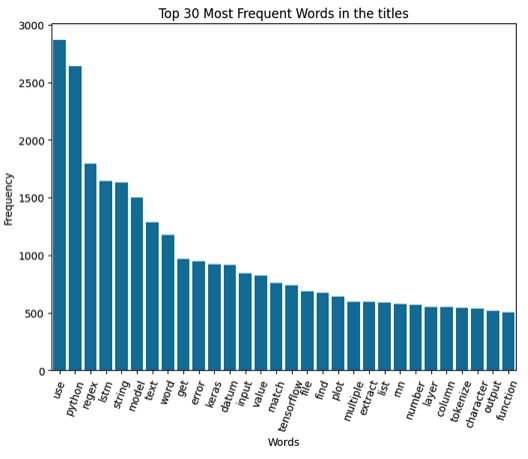 Top 30 Most Frequent Words in the titles
3000
2500
2000
1500
1000
500
0
Frequency
use
python
regex
lstm
string
model
text
word
get
error
keras
datum
input
value
match
tensorflow
file
find
plot
multiple
extract
list
rnn
number
layer
column
tokenize
character
output
function
Words